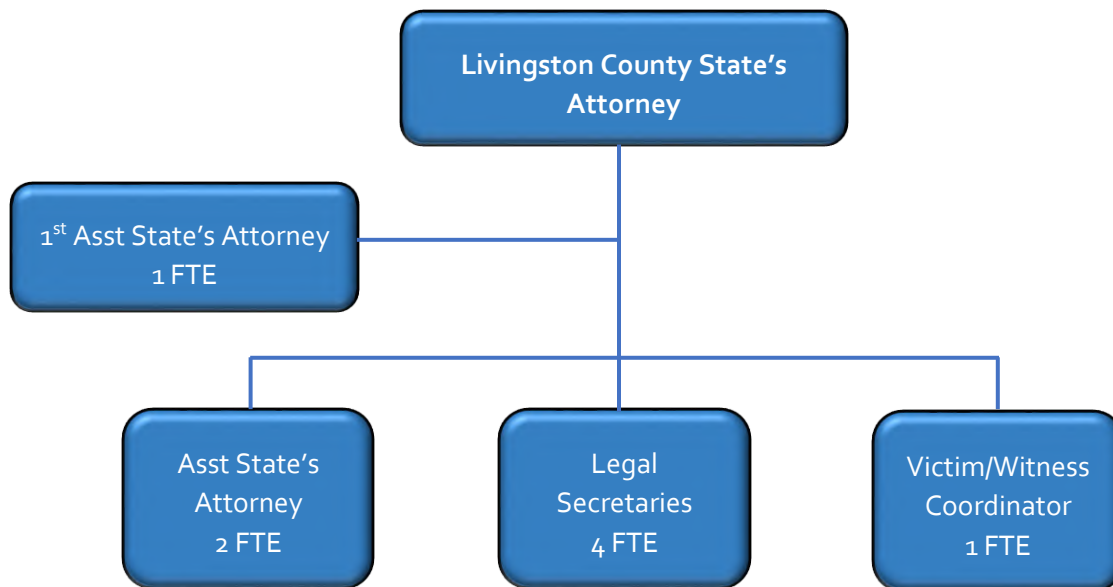 Livingston County State’s
Attorney
1st Asst State’s Attorney
1 FTE
Asst State’s
Attorney
2 FTE
Legal
Secretaries
4 FTE
Victim/Witness
Coordinator
1 FTE